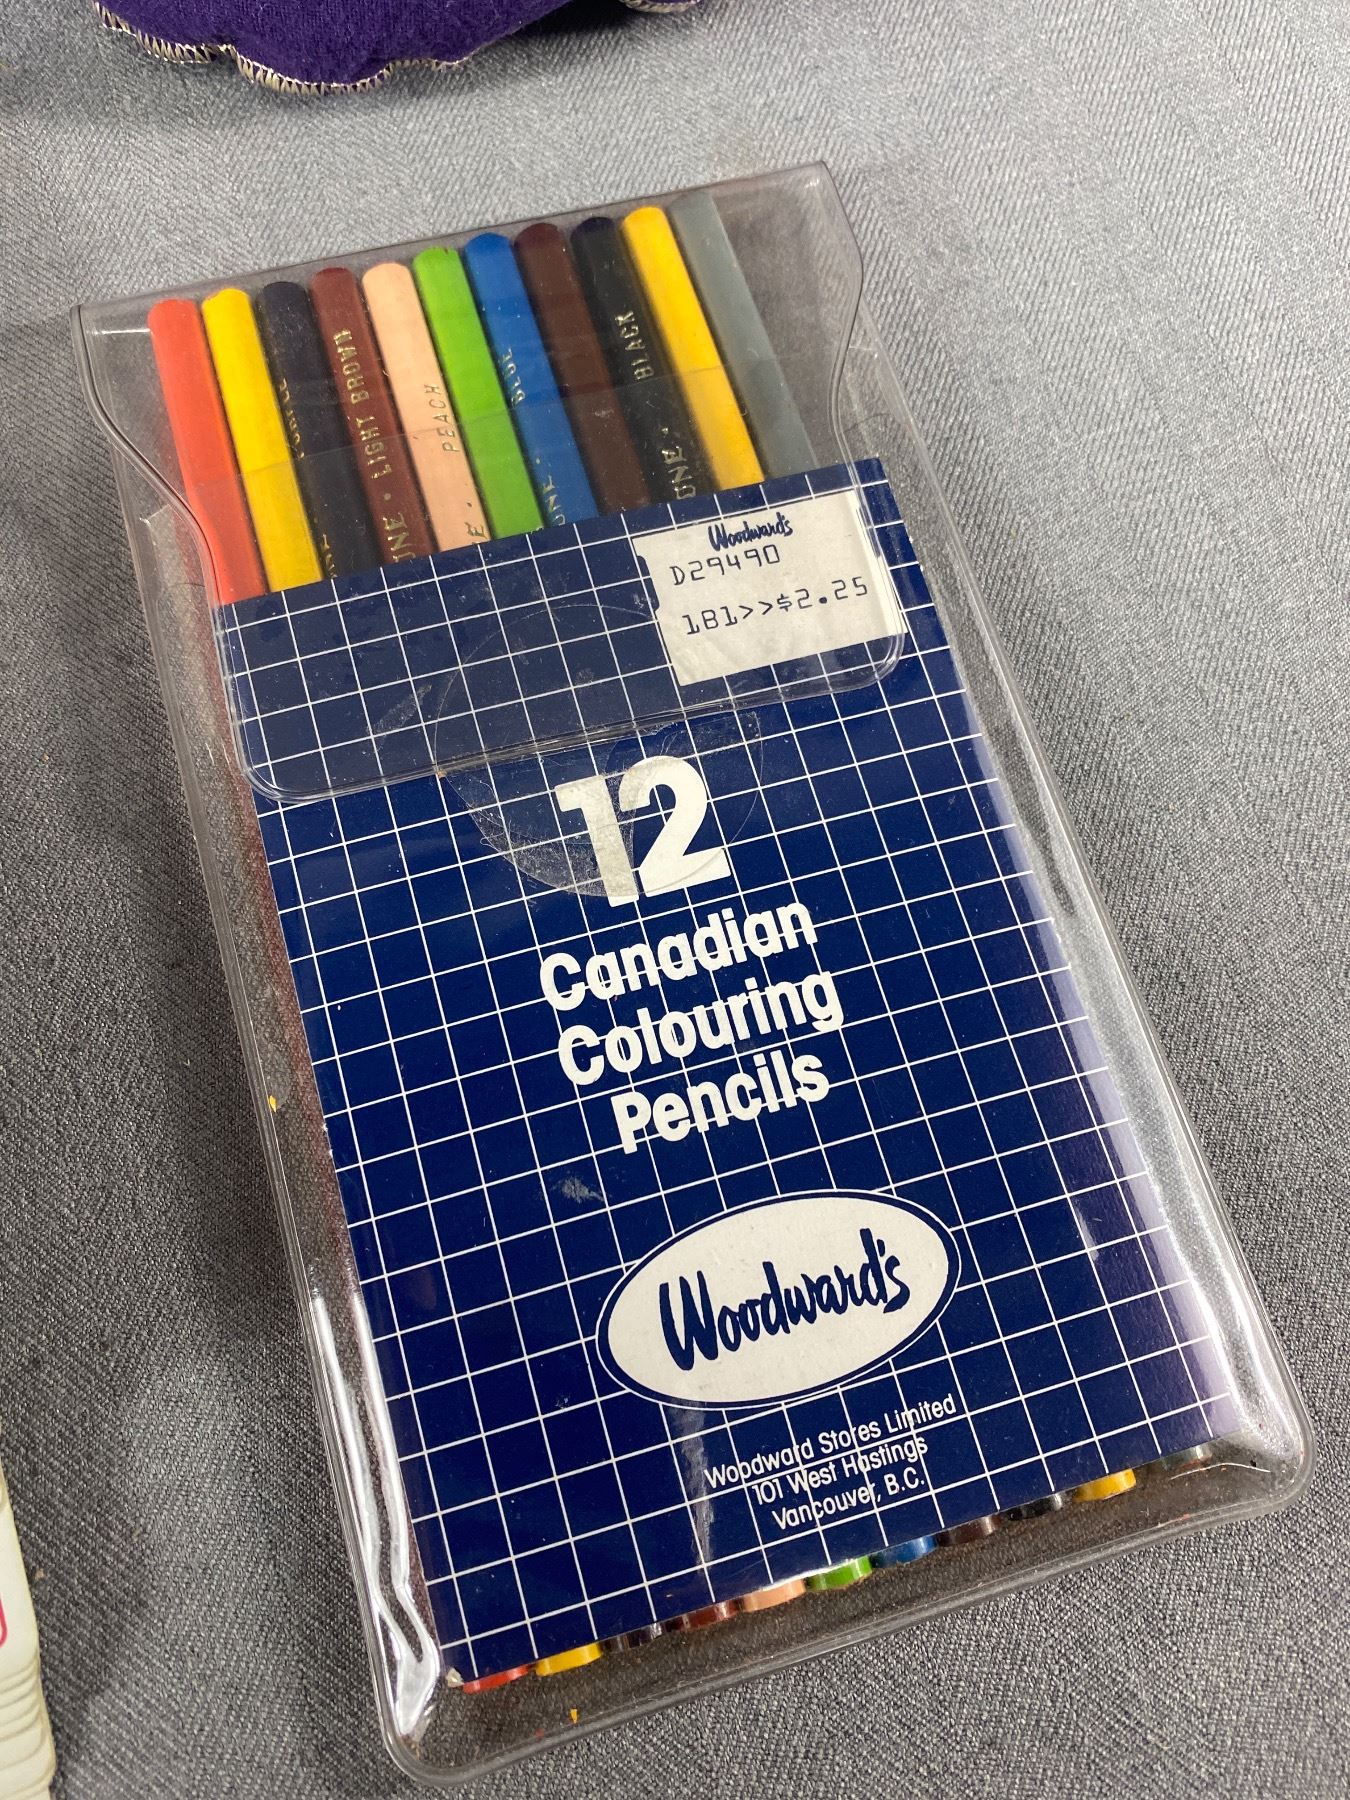 LIGHT BROWN
PEACH
BLUE
BLACK
Woodward's
D29490
181>>$2.25
12
Canadian
Colouring
Pencils
Woodward's
Woodward Stores Limited
101 West Hastings
Vancouver, B.C.